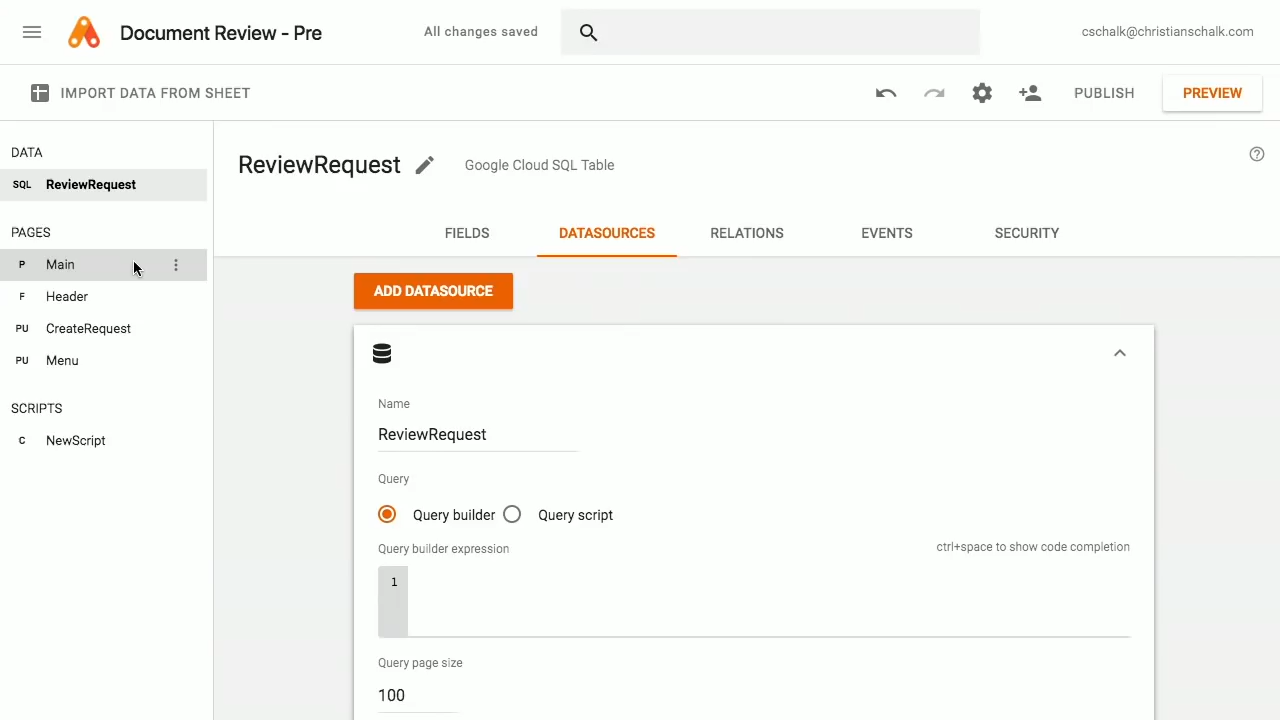 Document Review - Pre
All changes saved
cschalk@christianschalk.com
IMPORT DATA FROM SHEET
PUBLISH
PREVIEW
DATA
SQL ReviewRequest
PAGES
P Main
F Header
PU CreateRequest
PU Menu
SCRIPTS
C NewScript
ReviewRequest
Google Cloud SQL Table
FIELDS
DATASOURCES
RELATIONS
EVENTS
SECURITY
ADD DATASOURCE
Name
ReviewRequest
Query
Query builder
Query script
Query builder expression
ctrl+space to show code completion
1
Query page size
100